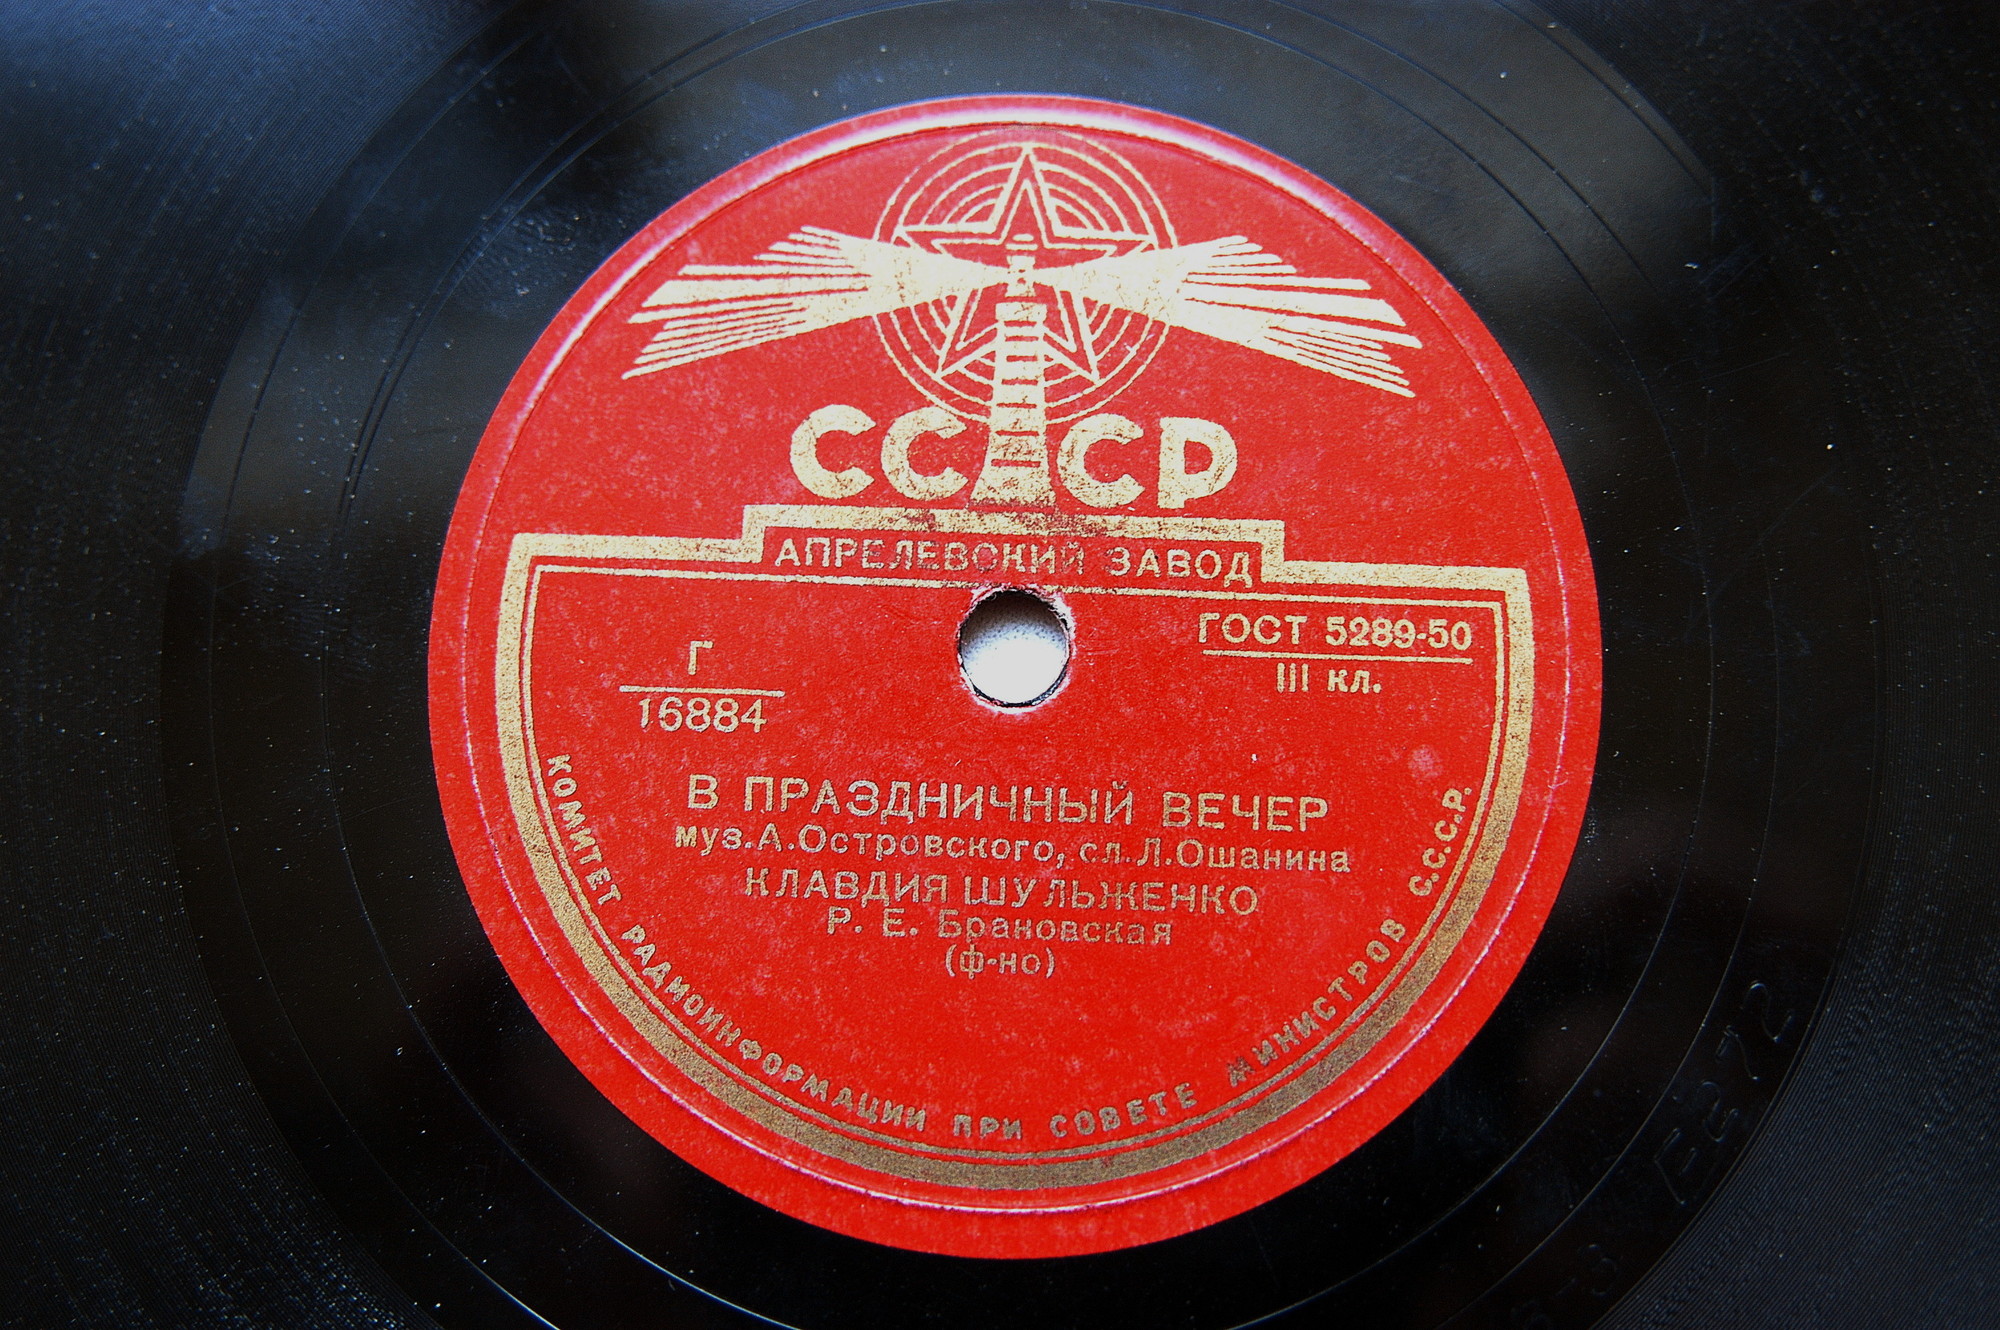 СССР
АПРЕЛЕВСКИЙ ЗАВОД
Г
16884
ГОСТ 5289-50
III кл.
В ПРАЗДНИЧНЫЙ ВЕЧЕР
муз.А.Островского, сл.Л.Ошанина
КЛАВДИЯ ШУЛЬЖЕНКО
Р. Е. Брановская
(ф-но)
КОМИТЕТ РАДИОИНФОРМАЦИИ ПРИ СОВЕТЕ МИНИСТРОВ С.С.С.Р.